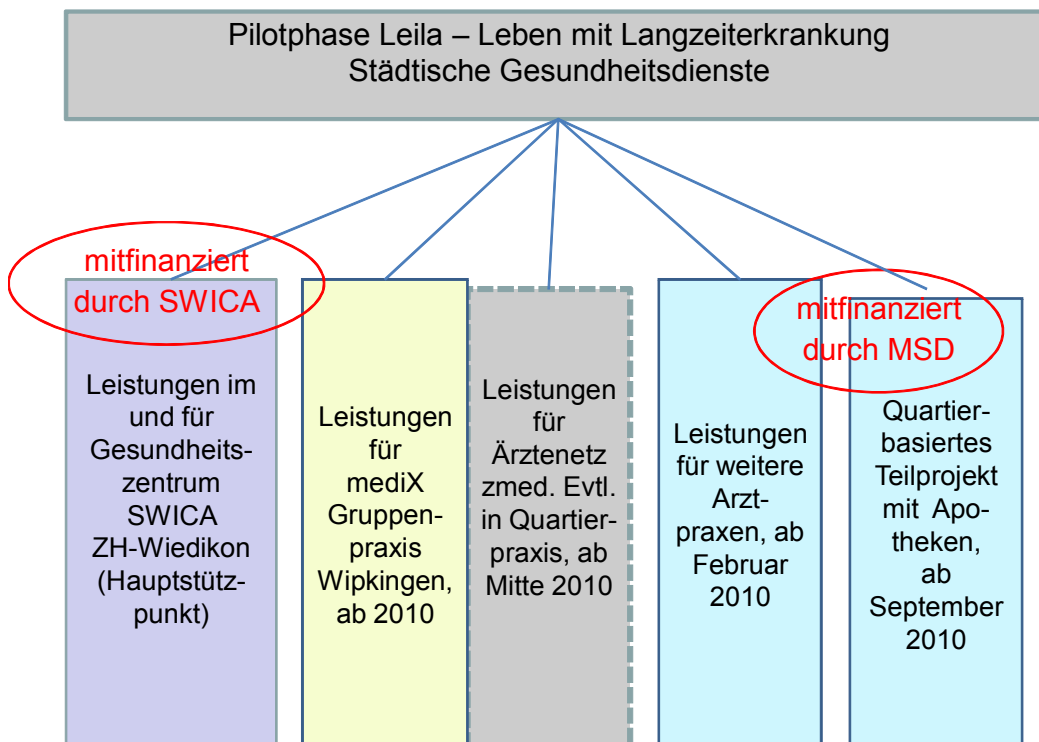 Pilotphase Leila – Leben mit Langzeiterkrankung
Städtische Gesundheitsdienste
mitfinanziert
durch SWICA
Leistungen im
und für
Gesundheits-
zentrum
SWICA
ZH-Wiedikon
(Hauptstütz-
punkt)
Leistungen
für
mediX
Gruppen-
praxis
Wipkingen,
ab 2010
Leistungen
für
Ärztenetz
zmed. Evtl.
in Quartier-
praxis, ab
Mitte 2010
Leistungen
für weitere
Arzt-
praxen, ab
Februar
2010
mitfinanziert
durch MSD
Quartier-
basiertes
Teilprojekt
mit Apo-
theken,
ab
September
2010